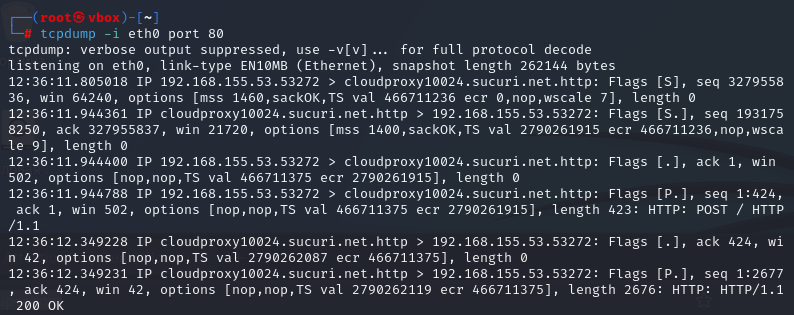 ┌──(root㉿vbox)-[~]
└─# tcpdump -i eth0 port 80
tcpdump: verbose output suppressed, use -v[v]... for full protocol decode
listening on eth0, link-type EN10MB (Ethernet), snapshot length 262144 bytes
12:36:11.805018 IP 192.168.155.53.53272 > cloudproxy10024.sucuri.net.http: Flags [S], seq 3279558
36, win 64240, options [mss 1460,sackOK,TS val 466711236 ecr 0,nop,wscale 7], length 0
12:36:11.944361 IP cloudproxy10024.sucuri.net.http > 192.168.155.53.53272: Flags [S.], seq 193175
8250, ack 327955837, win 21720, options [mss 1400,sackOK,TS val 2790261915 ecr 466711236,nop,wsca
le 9], length 0
12:36:11.944400 IP 192.168.155.53.53272 > cloudproxy10024.sucuri.net.http: Flags [.], ack 1, win
502, options [nop,nop,TS val 466711375 ecr 2790261915], length 0
12:36:11.944788 IP 192.168.155.53.53272 > cloudproxy10024.sucuri.net.http: Flags [P.], seq 1:424,
 ack 1, win 502, options [nop,nop,TS val 466711375 ecr 2790261915], length 423: HTTP: POST / HTTP
/1.1
12:36:12.349228 IP cloudproxy10024.sucuri.net.http > 192.168.155.53.53272: Flags [.], ack 424, wi
n 42, options [nop,nop,TS val 2790262087 ecr 466711375], length 0
12:36:12.349231 IP cloudproxy10024.sucuri.net.http > 192.168.155.53.53272: Flags [P.], seq 1:2677
, ack 424, win 42, options [nop,nop,TS val 2790262119 ecr 466711375], length 2676: HTTP: HTTP/1.1
 200 OK